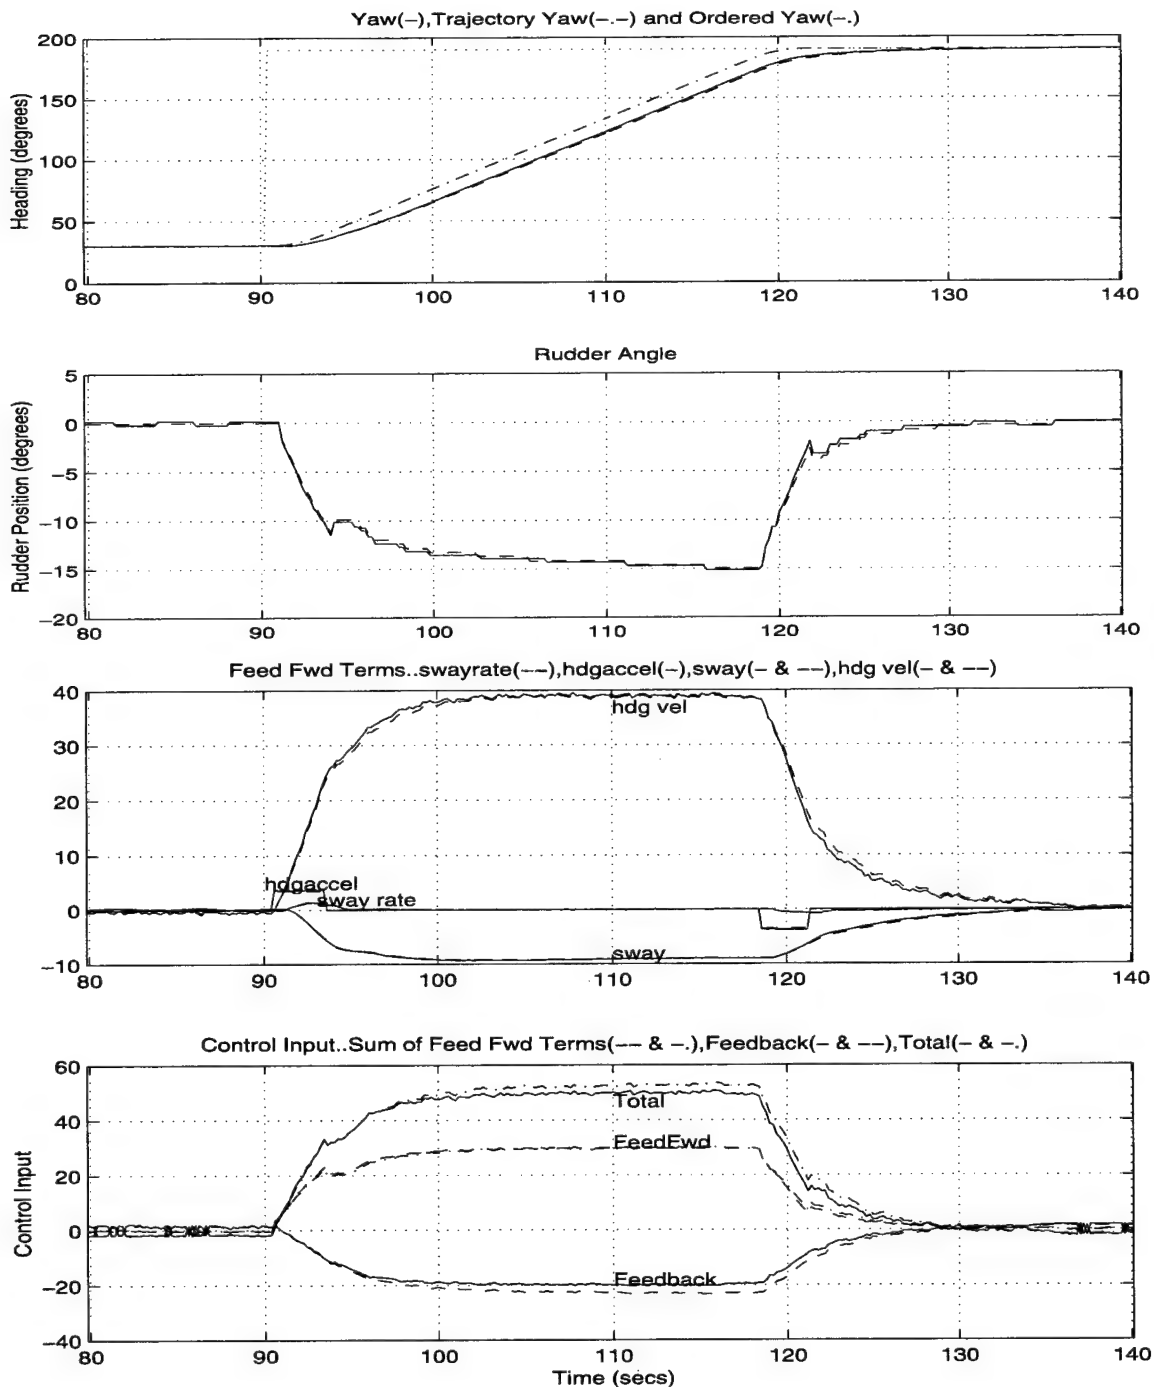 Yaw(−),Trajectory Yaw(−.−) and Ordered Yaw(−.)
200
150
100
50
0
Heading (degrees)
80 90 100 110 120 130 140
Rudder Angle
5
0
−5
−10
−15
−20
Rudder Position (degrees)
80 90 100 110 120 130 140
Feed Fwd Terms..swayrate(−−),hdgaccel(−),sway(− & −−),hdg vel(− & −−)
40
30
20
10
0
−10
hdg vel
hdgaccel
sway rate
sway
80 90 100 110 120 130 140
Control Input..Sum of Feed Fwd Terms(−− & −.),Feedback(− & −−),Total(− & −.)
60
40
20
0
−20
−40
Control Input
Total
FeedFwd
Feedback
80 90 100 110 120 130 140
Time (secs)